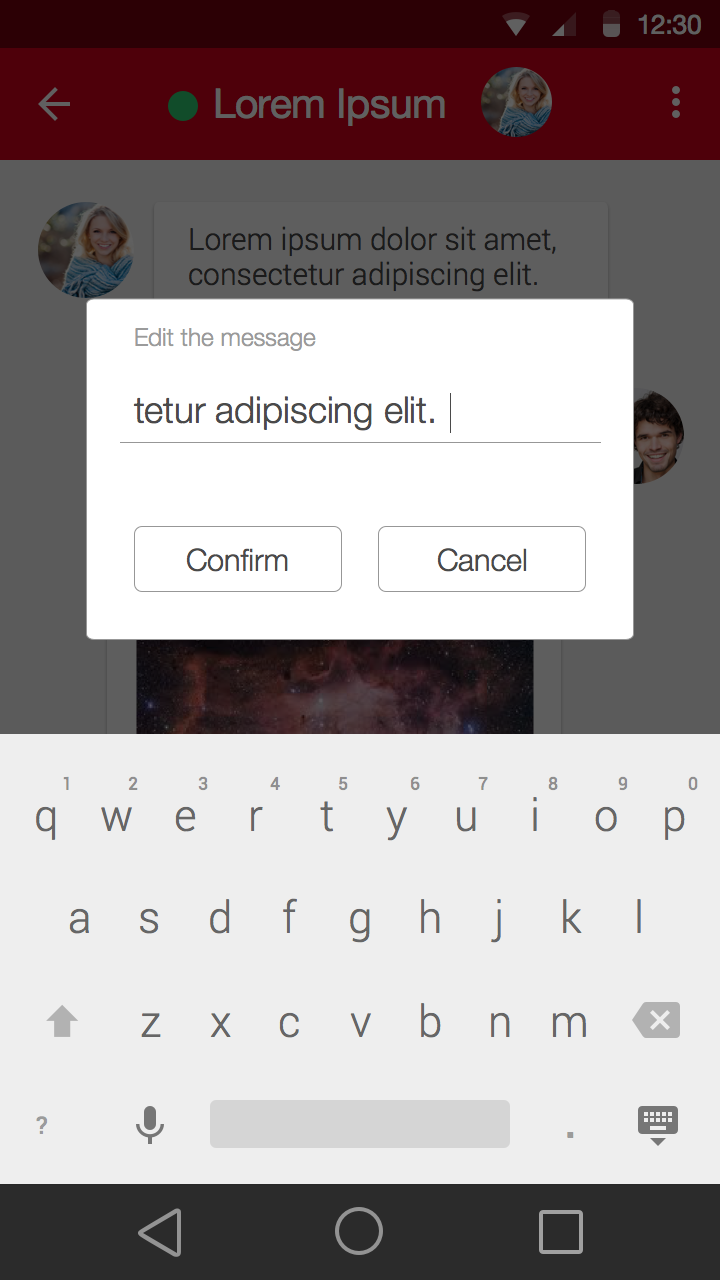 12:30
Lorem Ipsum
Lorem ipsum dolor sit amet,
consectetur adipiscing elit.
Edit the message
tetur adipiscing elit.
Confirm Cancel
1 2 3 4 5 6 7 8 9 0
q w e r t y u i o p
a s d f g h j k l
z x c v b n m
? .